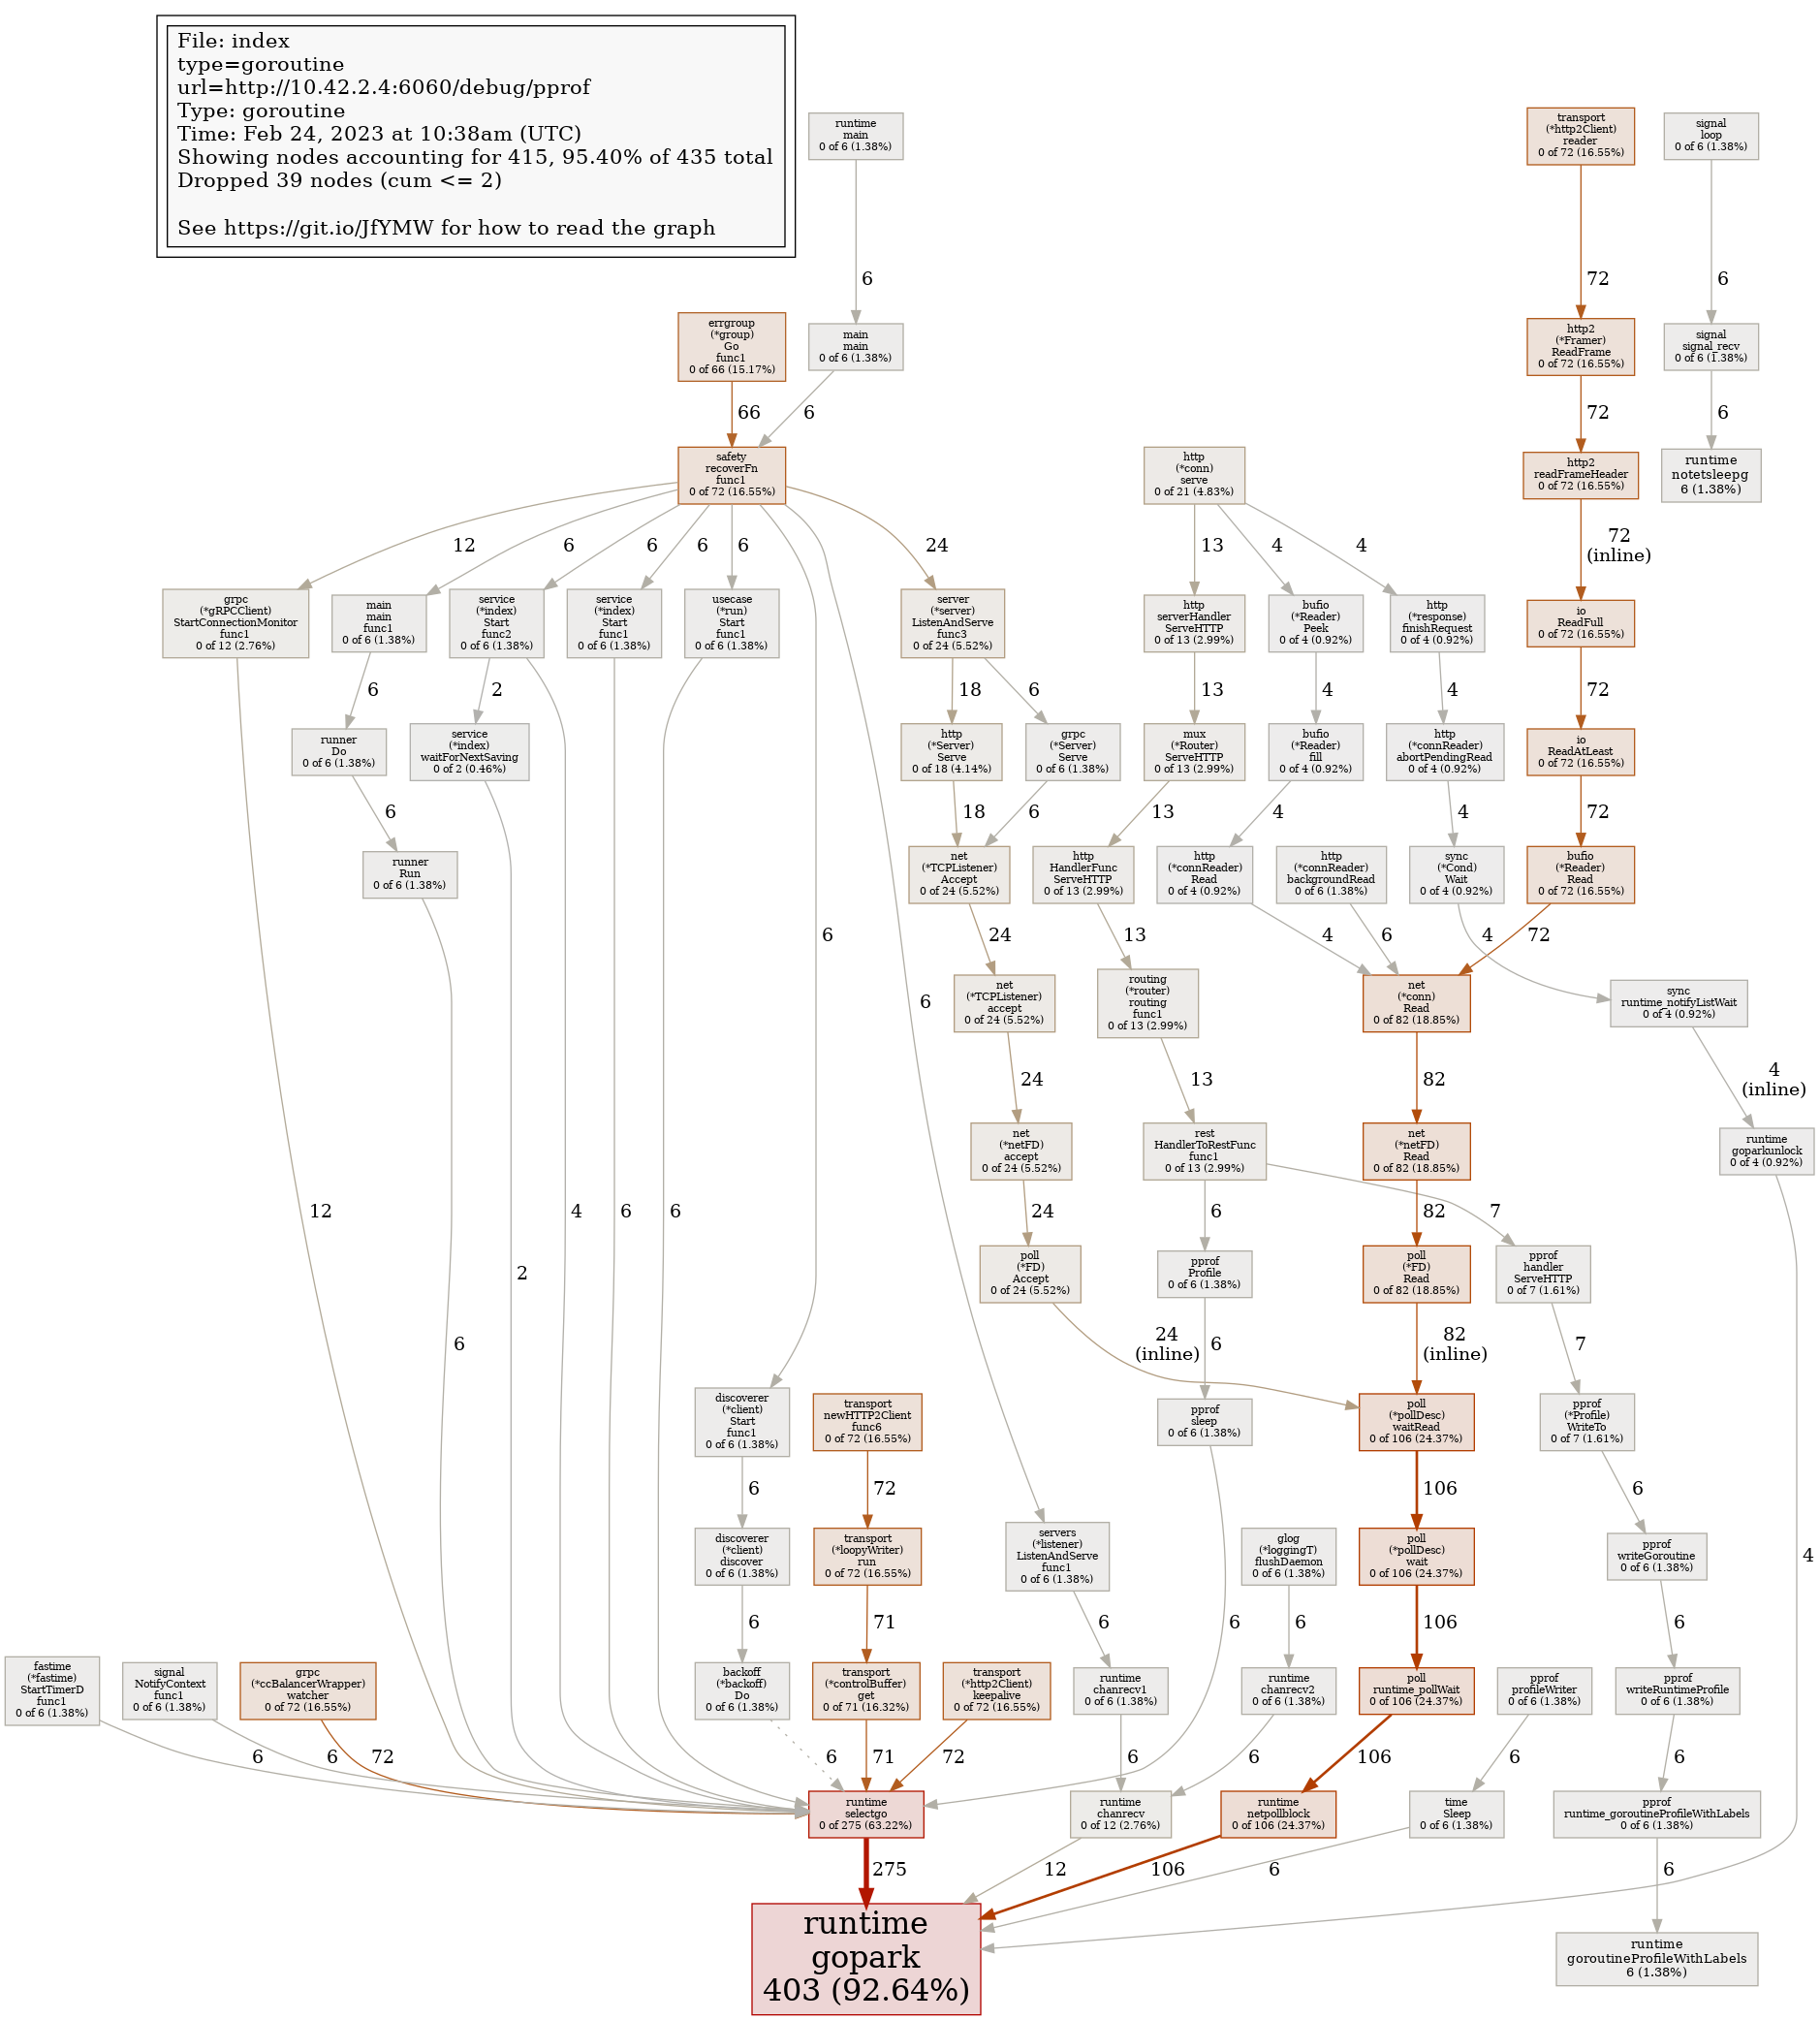 File: index
type=goroutine
url=http://10.42.2.4:6060/debug/pprof
Type: goroutine
Time: Feb 24, 2023 at 10:38am (UTC)
Showing nodes accounting for 415, 95.40% of 435 total
Dropped 39 nodes (cum <= 2)
See https://git.io/JfYMW for how to read the graph
runtime
main
0 of 6 (1.38%)
transport
(*http2Client)
reader
0 of 72 (16.55%)
signal
loop
0 of 6 (1.38%)
6
72
6
errgroup
(*group)
Go
func1
0 of 66 (15.17%)
main
main
0 of 6 (1.38%)
http2
(*Framer)
ReadFrame
0 of 72 (16.55%)
signal
signal_recv
0 of 6 (1.38%)
66
6
72
6
safety
recoverFn
func1
0 of 72 (16.55%)
http
(*conn)
serve
0 of 21 (4.83%)
http2
readFrameHeader
0 of 72 (16.55%)
runtime
notetsleepg
6 (1.38%)
12
6
6
6
6
24
13
4
4
72
(inline)
grpc
(*gRPCClient)
StartConnectionMonitor
func1
0 of 12 (2.76%)
main
main
func1
0 of 6 (1.38%)
service
(*index)
Start
func2
0 of 6 (1.38%)
service
(*index)
Start
func1
0 of 6 (1.38%)
usecase
(*run)
Start
func1
0 of 6 (1.38%)
server
(*server)
ListenAndServe
func3
0 of 24 (5.52%)
http
serverHandler
ServeHTTP
0 of 13 (2.99%)
bufio
(*Reader)
Peek
0 of 4 (0.92%)
http
(*response)
finishRequest
0 of 4 (0.92%)
io
ReadFull
0 of 72 (16.55%)
6
2
18
6
13
4
4
72
runner
Do
0 of 6 (1.38%)
service
(*index)
waitForNextSaving
0 of 2 (0.46%)
http
(*Server)
Serve
0 of 18 (4.14%)
grpc
(*Server)
Serve
0 of 6 (1.38%)
mux
(*Router)
ServeHTTP
0 of 13 (2.99%)
bufio
(*Reader)
fill
0 of 4 (0.92%)
http
(*connReader)
abortPendingRead
0 of 4 (0.92%)
io
ReadAtLeast
0 of 72 (16.55%)
6
18
6
13
4
4
72
runner
Run
0 of 6 (1.38%)
net
(*TCPListener)
Accept
0 of 24 (5.52%)
http
HandlerFunc
ServeHTTP
0 of 13 (2.99%)
http
(*connReader)
Read
0 of 4 (0.92%)
http
(*connReader)
backgroundRead
0 of 6 (1.38%)
sync
(*Cond)
Wait
0 of 4 (0.92%)
bufio
(*Reader)
Read
0 of 72 (16.55%)
6
24
13
4
6
4
72
6
net
(*TCPListener)
accept
0 of 24 (5.52%)
routing
(*router)
routing
func1
0 of 13 (2.99%)
net
(*conn)
Read
0 of 82 (18.85%)
sync
runtime_notifyListWait
0 of 4 (0.92%)
24
13
82
4
(inline)
net
(*netFD)
accept
0 of 24 (5.52%)
rest
HandlerToRestFunc
func1
0 of 13 (2.99%)
net
(*netFD)
Read
0 of 82 (18.85%)
runtime
goparkunlock
0 of 4 (0.92%)
12
4
6
6
24
6
82
7
2
poll
(*FD)
Accept
0 of 24 (5.52%)
pprof
Profile
0 of 6 (1.38%)
poll
(*FD)
Read
0 of 82 (18.85%)
pprof
handler
ServeHTTP
0 of 7 (1.61%)
6
24
(inline)
6
82
(inline)
7
discoverer
(*client)
Start
func1
0 of 6 (1.38%)
transport
newHTTP2Client
func6
0 of 72 (16.55%)
pprof
sleep
0 of 6 (1.38%)
poll
(*pollDesc)
waitRead
0 of 106 (24.37%)
pprof
(*Profile)
WriteTo
0 of 7 (1.61%)
6
72
106
6
discoverer
(*client)
discover
0 of 6 (1.38%)
transport
(*loopyWriter)
run
0 of 72 (16.55%)
servers
(*listener)
ListenAndServe
func1
0 of 6 (1.38%)
glog
(*loggingT)
flushDaemon
0 of 6 (1.38%)
poll
(*pollDesc)
wait
0 of 106 (24.37%)
pprof
writeGoroutine
0 of 6 (1.38%)
4
6
71
6
6
6
106
6
fastime
(*fastime)
StartTimerD
func1
0 of 6 (1.38%)
signal
NotifyContext
func1
0 of 6 (1.38%)
grpc
(*ccBalancerWrapper)
watcher
0 of 72 (16.55%)
backoff
(*backoff)
Do
0 of 6 (1.38%)
transport
(*controlBuffer)
get
0 of 71 (16.32%)
transport
(*http2Client)
keepalive
0 of 72 (16.55%)
runtime
chanrecv1
0 of 6 (1.38%)
runtime
chanrecv2
0 of 6 (1.38%)
poll
runtime_pollWait
0 of 106 (24.37%)
pprof
profileWriter
0 of 6 (1.38%)
pprof
writeRuntimeProfile
0 of 6 (1.38%)
6
6
72
6
71
72
6
6
106
6
6
runtime
selectgo
0 of 275 (63.22%)
runtime
chanrecv
0 of 12 (2.76%)
runtime
netpollblock
0 of 106 (24.37%)
time
Sleep
0 of 6 (1.38%)
pprof
runtime_goroutineProfileWithLabels
0 of 6 (1.38%)
275
12
106
6
6
runtime
gopark
403 (92.64%)
runtime
goroutineProfileWithLabels
6 (1.38%)